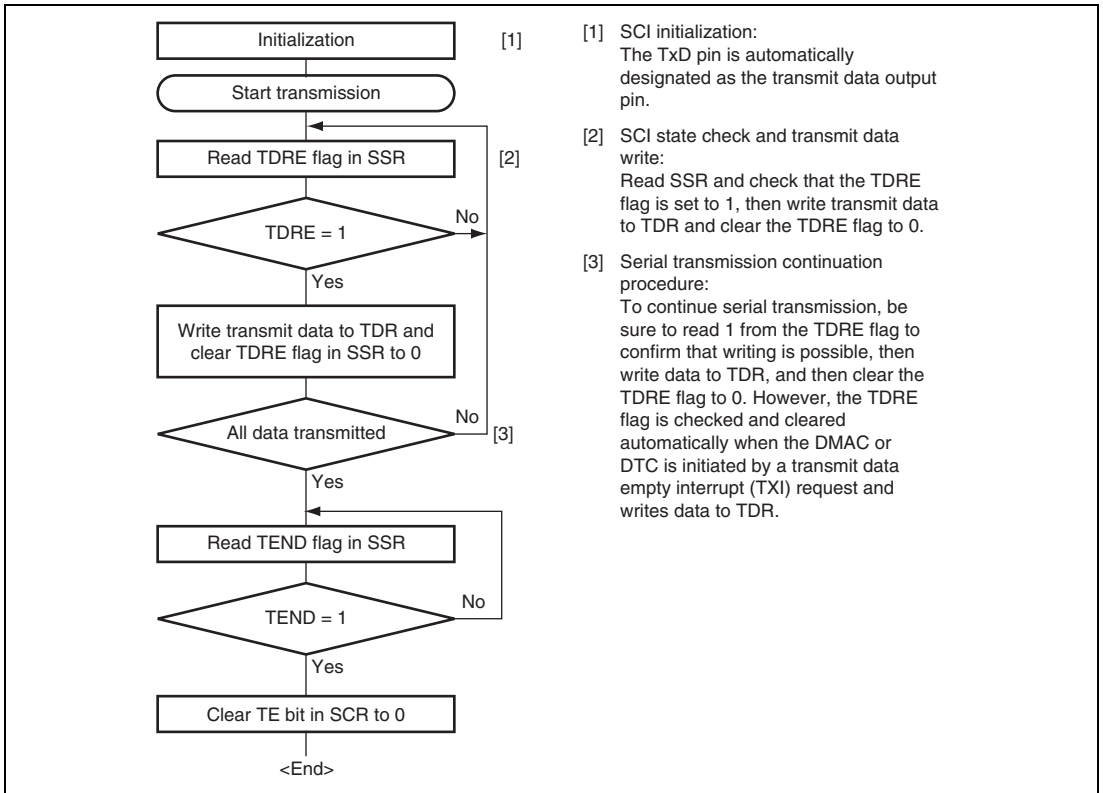 Initialization
[1]
Start transmission
Read TDRE flag in SSR
[2]
TDRE = 1
No
Yes
Write transmit data to TDR and
clear TDRE flag in SSR to 0
All data transmitted
No
[3]
Yes
Read TEND flag in SSR
TEND = 1
No
Yes
Clear TE bit in SCR to 0
<End>
[1] SCI initialization:
The TxD pin is automatically
designated as the transmit data output
pin.
[2] SCI state check and transmit data
write:
Read SSR and check that the TDRE
flag is set to 1, then write transmit data
to TDR and clear the TDRE flag to 0.
[3] Serial transmission continuation
procedure:
To continue serial transmission, be
sure to read 1 from the TDRE flag to
confirm that writing is possible, then
write data to TDR, and then clear the
TDRE flag to 0. However, the TDRE
flag is checked and cleared
automatically when the DMAC or
DTC is initiated by a transmit data
empty interrupt (TXI) request and
writes data to TDR.